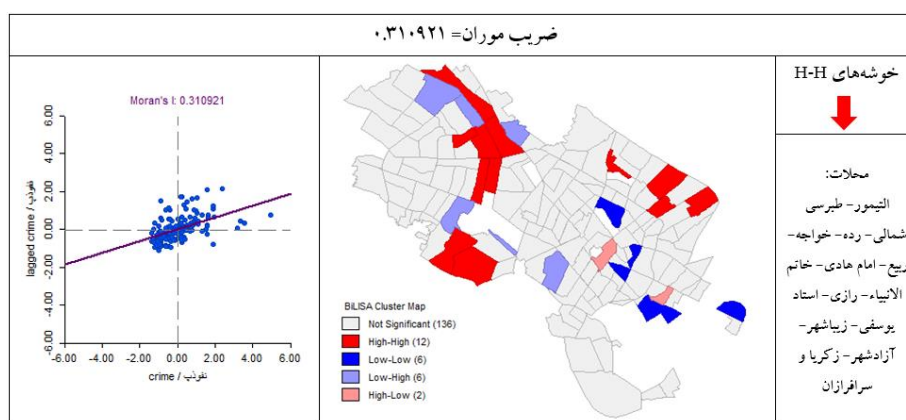 ضریب موران= ۰.۳۱۰۹۲۱
Moran's I: 0.310921
6.00
4.00
2.00
0.00
-2.00
-4.00
-6.00
lagged crime / نفوذپ
-6.00 -4.00 -2.00 0.00 2.00 4.00 6.00
crime / نفوذپ
BiLISA Cluster Map
Not Significant (136)
High-High (12)
Low-Low (6)
Low-High (6)
High-Low (2)
خوشه‌های H-H
محلات:
التیمور- طبرسی
شمالی- رده- خواجه-
ربیع- امام هادی- خاتم
الانبیاء- رازی- استاد
یوسفی- زیباشهر-
آزادشهر- زکریا و
سرافرازان